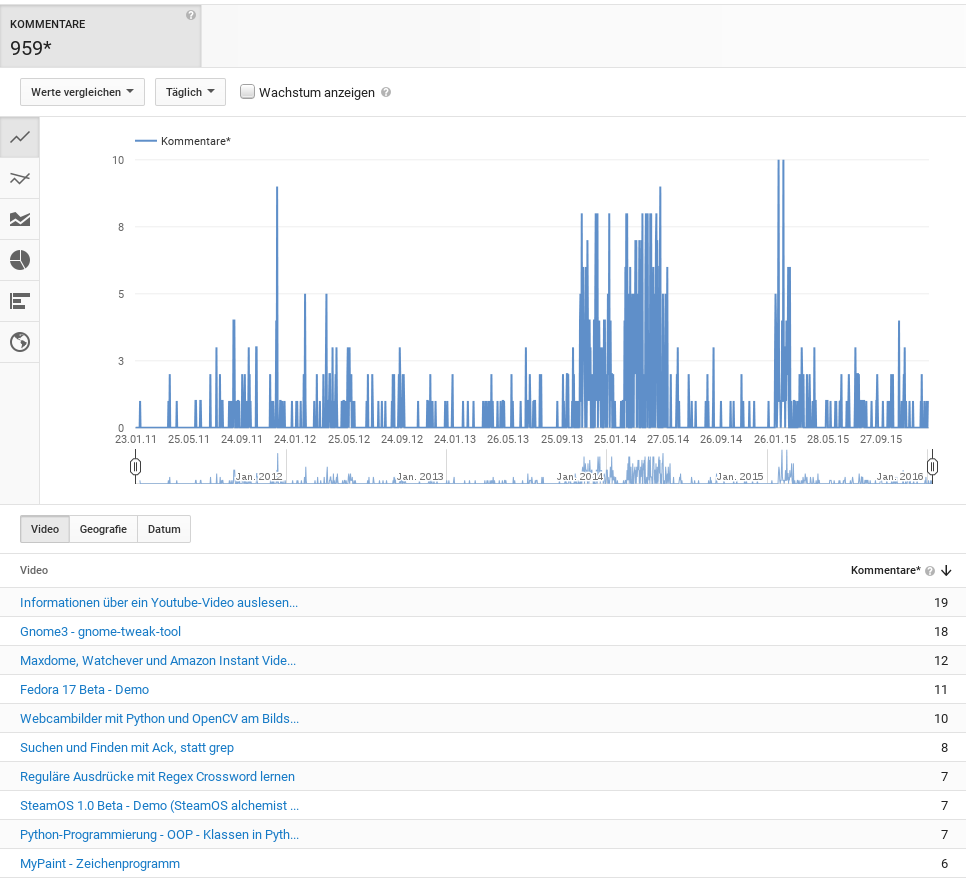 KOMMENTARE ?
959*
Werte vergleichen Täglich Wachstum anzeigen ?
Kommentare*
10
8
5
3
0
23.01.11 25.05.11 24.09.11 24.01.12 25.05.12 24.09.12 24.01.13 26.05.13 25.09.13 25.01.14 27.05.14 26.09.14 26.01.15 28.05.15 27.09.15
Jan. 2012 Jan. 2013 Jan. 2014 Jan. 2015 Jan. 2016
Video Geografie Datum
Video Kommentare* ?
Informationen über ein Youtube-Video auslesen... 19
Gnome3 - gnome-tweak-tool 18
Maxdome, Watchever und Amazon Instant Vide... 12
Fedora 17 Beta - Demo 11
Webcambilder mit Python und OpenCV am Bilds... 10
Suchen und Finden mit Ack, statt grep 8
Reguläre Ausdrücke mit Regex Crossword lernen 7
SteamOS 1.0 Beta - Demo (SteamOS alchemist ... 7
Python-Programmierung - OOP - Klassen in Pyth... 7
MyPaint - Zeichenprogramm 6